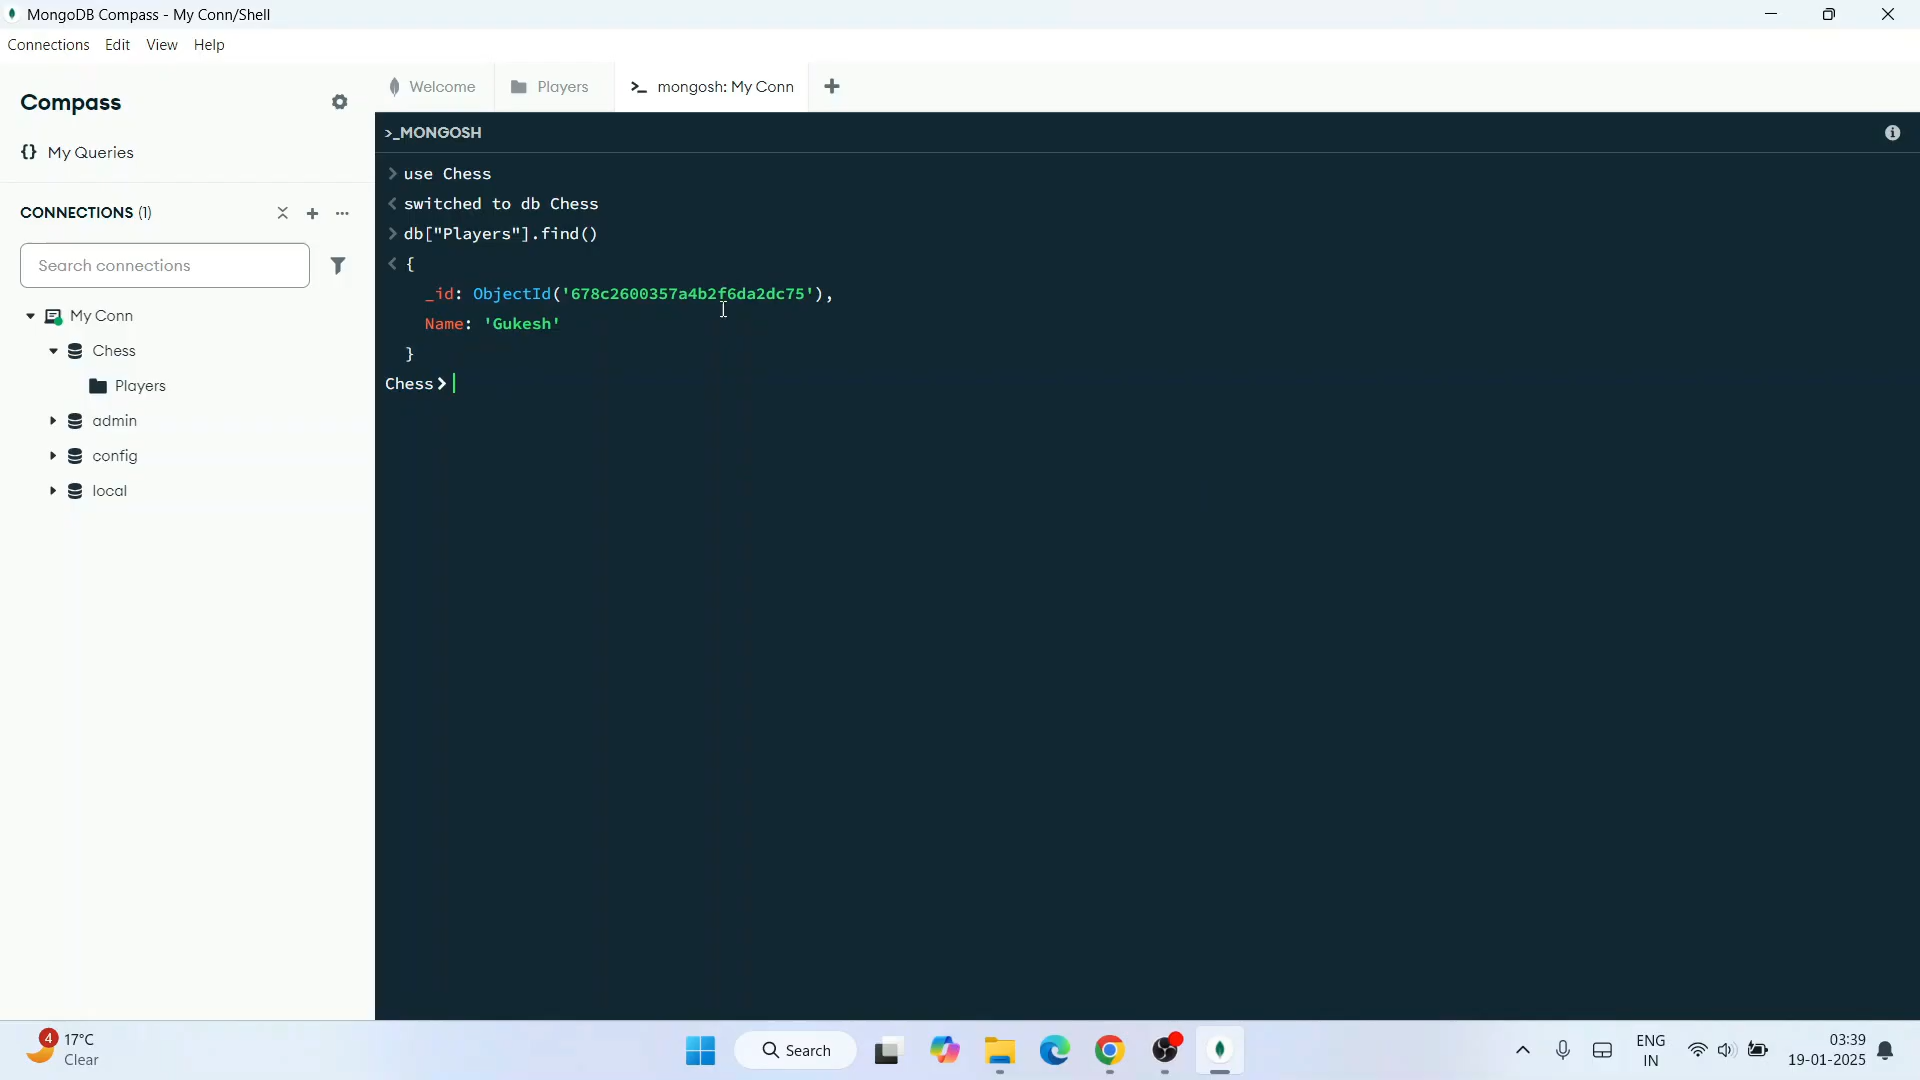 MongoDB Compass - My Conn/Shell
Connections Edit View Help
Compass
{} My Queries
CONNECTIONS (1)
Search connections
My Conn
Chess
Players
admin
config
local
Welcome
Players
>_ mongosh: My Conn
>_MONGOSH
> use Chess
< switched to db Chess
> db["Players"].find()
< {
_id: ObjectId('678c2600357a4b2f6da2dc75'),
Name: 'Gukesh'
}
Chess>
4
17°C
Clear
Search
ENG
IN
03:39
19-01-2025